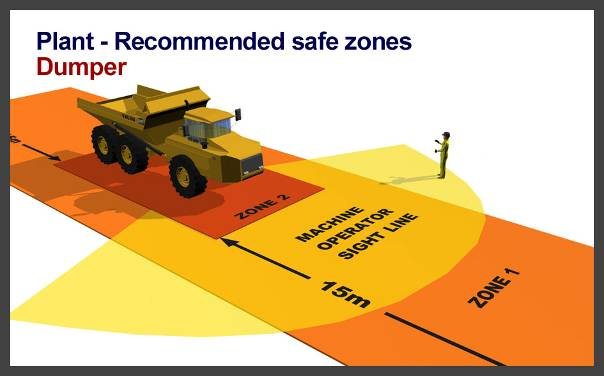 Plant - Recommended safe zones
Dumper
ZONE 2
MACHINE
OPERATOR
SIGHT LINE
15m
ZONE 1